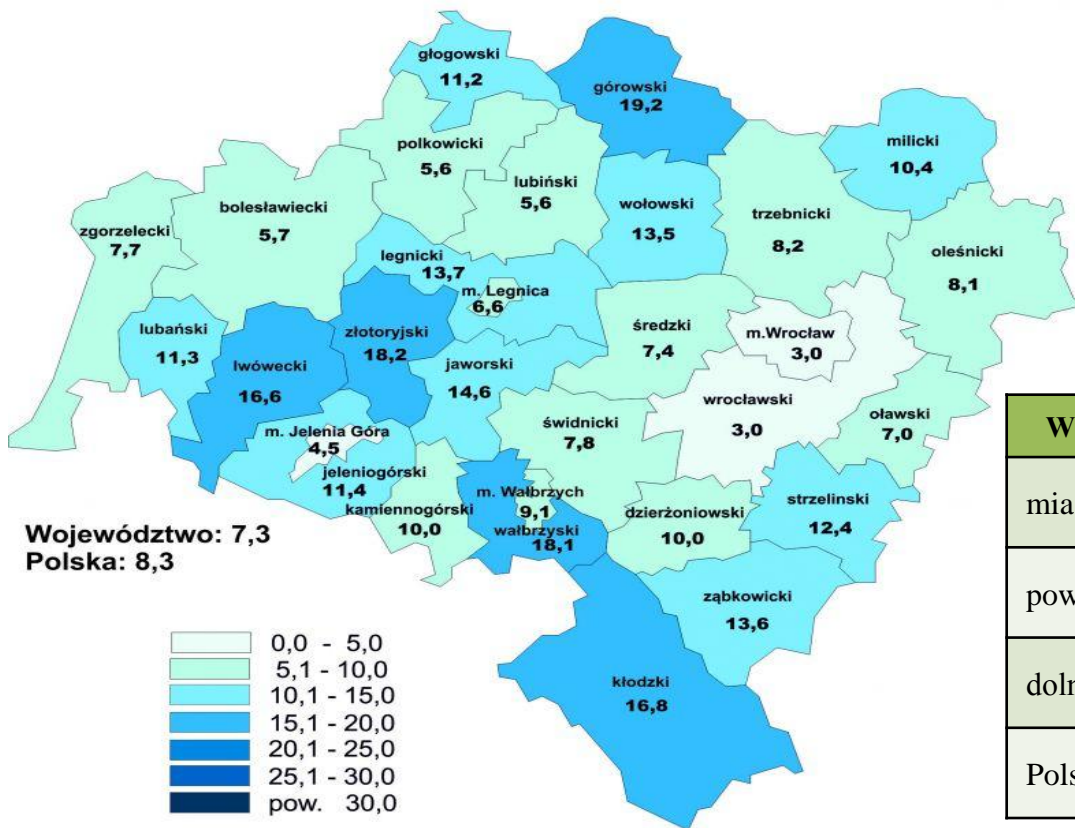 głogowski
11,2
górowski
19,2
milicki
10,4
polkowicki
5,6
lubiński
5,6
wołowski
13,5
trzebnicki
8,2
oleśnicki
8,1
zgorzelecki
7,7
bolesławiecki
5,7
legnicki
13,7
m. Legnica
6,6
lubański
11,3
lwówecki
16,6
złotoryjski
18,2
jaworski
14,6
średzki
7,4
m.Wrocław
3,0
wrocławski
3,0
oławski
7,0
m. Jelenia Góra
4,5
jeleniogórski
11,4
kamiennogórski
10,0
świdnicki
7,8
m. Wałbrzych
9,1
wałbrzyski
18,1
dzierżoniowski
10,0
strzelinski
12,4
ząbkowicki
13,6
kłodzki
16,8
Województwo: 7,3
Polska: 8,3
0,0 - 5,0
5,1 - 10,0
10,1 - 15,0
15,1 - 20,0
20,1 - 25,0
25,1 - 30,0
pow. 30,0
W
mia
pow
doln
Pols